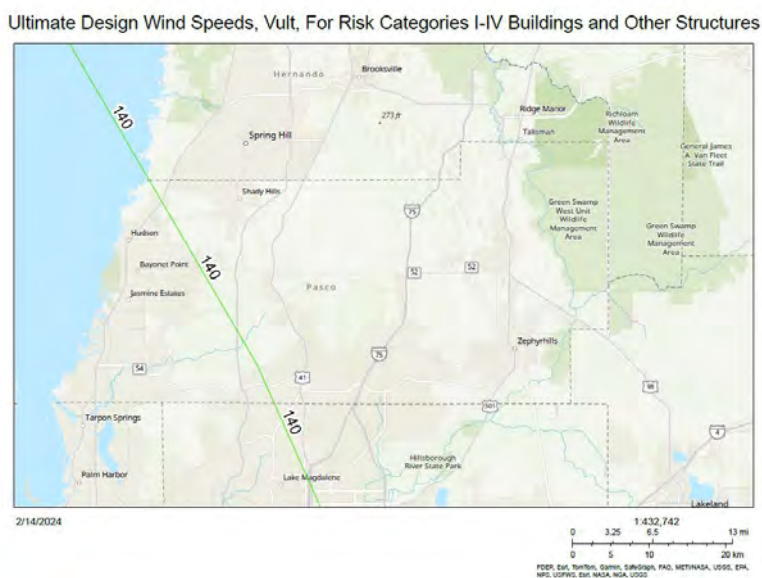 Ultimate Design Wind Speeds, Vult, For Risk Categories I-IV Buildings and Other Structures
Hernando
Brooksville
140
273 ft
Ridge Manor
Richloam
Wildlife
Management
Area
Spring Hill
Talisman
General James
A. Van Fleet
State Trail
Shady Hills
Green Swamp
West Unit
Wildlife
Management
Area
75
Green Swamp
Wildlife
Management
Area
Hudson
140
Bayonet Point
52
52
Pasco
Jasmine Estates
Zephyrhills
75
54
41
98
301
140
Tarpon Springs
4
Hillsborough
River State Park
Palm Harbor
Lake Magdalene
Lakeland
2/14/2024
1:432,742
0 3.25 6.5 13 mi
0 5 10 20 km
FDEP, Esri, TomTom, Garmin, SafeGraph, FAO, METI/NASA, USGS, EPA,
NPS, USFWS, Esri, NASA, NGA, USGS